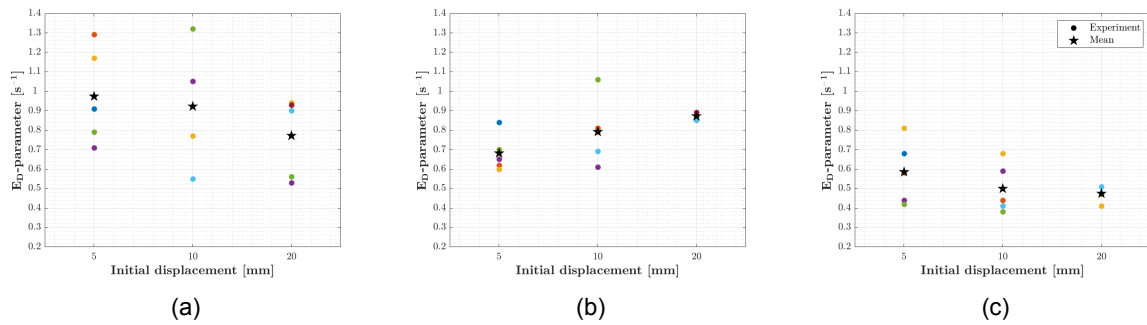 1.4
1.3
1.2
1.1
1
0.9
0.8
0.7
0.6
0.5
0.4
0.3
0.2
E_D-parameter [s⁻¹]
5 10 20
Initial displacement [mm]
(a)
1.4
1.3
1.2
1.1
1
0.9
0.8
0.7
0.6
0.5
0.4
0.3
0.2
E_D-parameter [s⁻¹]
5 10 20
Initial displacement [mm]
(b)
1.4
1.3
1.2
1.1
1
0.9
0.8
0.7
0.6
0.5
0.4
0.3
0.2
E_D-parameter [s⁻¹]
5 10 20
Initial displacement [mm]
Experiment
Mean
(c)